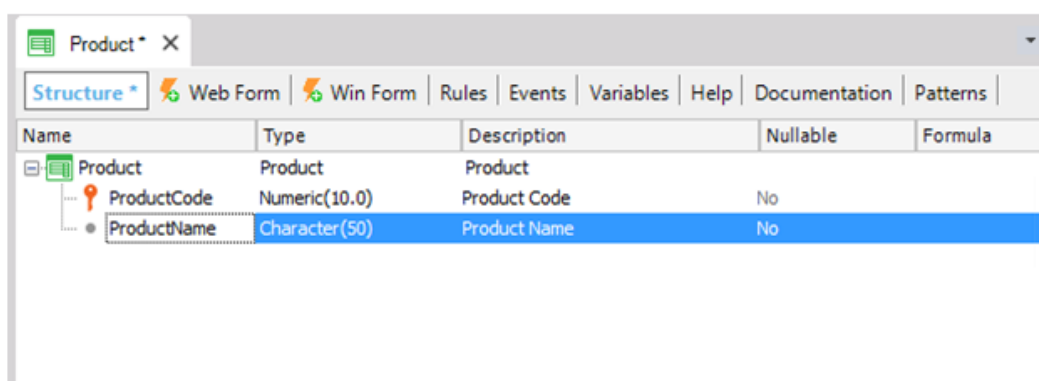 Product *
Structure * Web Form Win Form Rules Events Variables Help Documentation Patterns
Name Type Description Nullable Formula
Product Product Product
ProductCode Numeric(10.0) Product Code No
ProductName Character(50) Product Name No